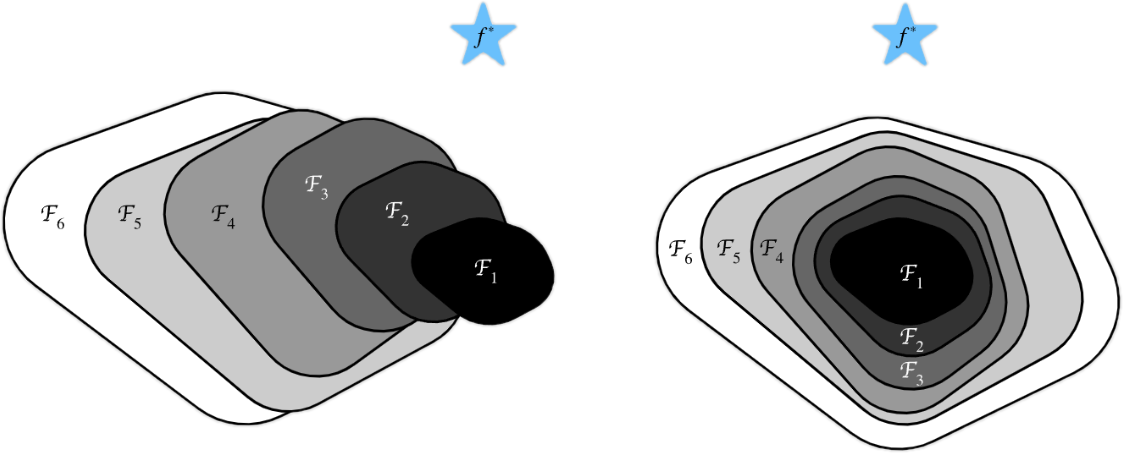 f*
f*
ℱ₃
ℱ₆ ℱ₅ ℱ₄ ℱ₂
ℱ₁
ℱ₆ ℱ₅ ℱ₄
ℱ₁
ℱ₂
ℱ₃